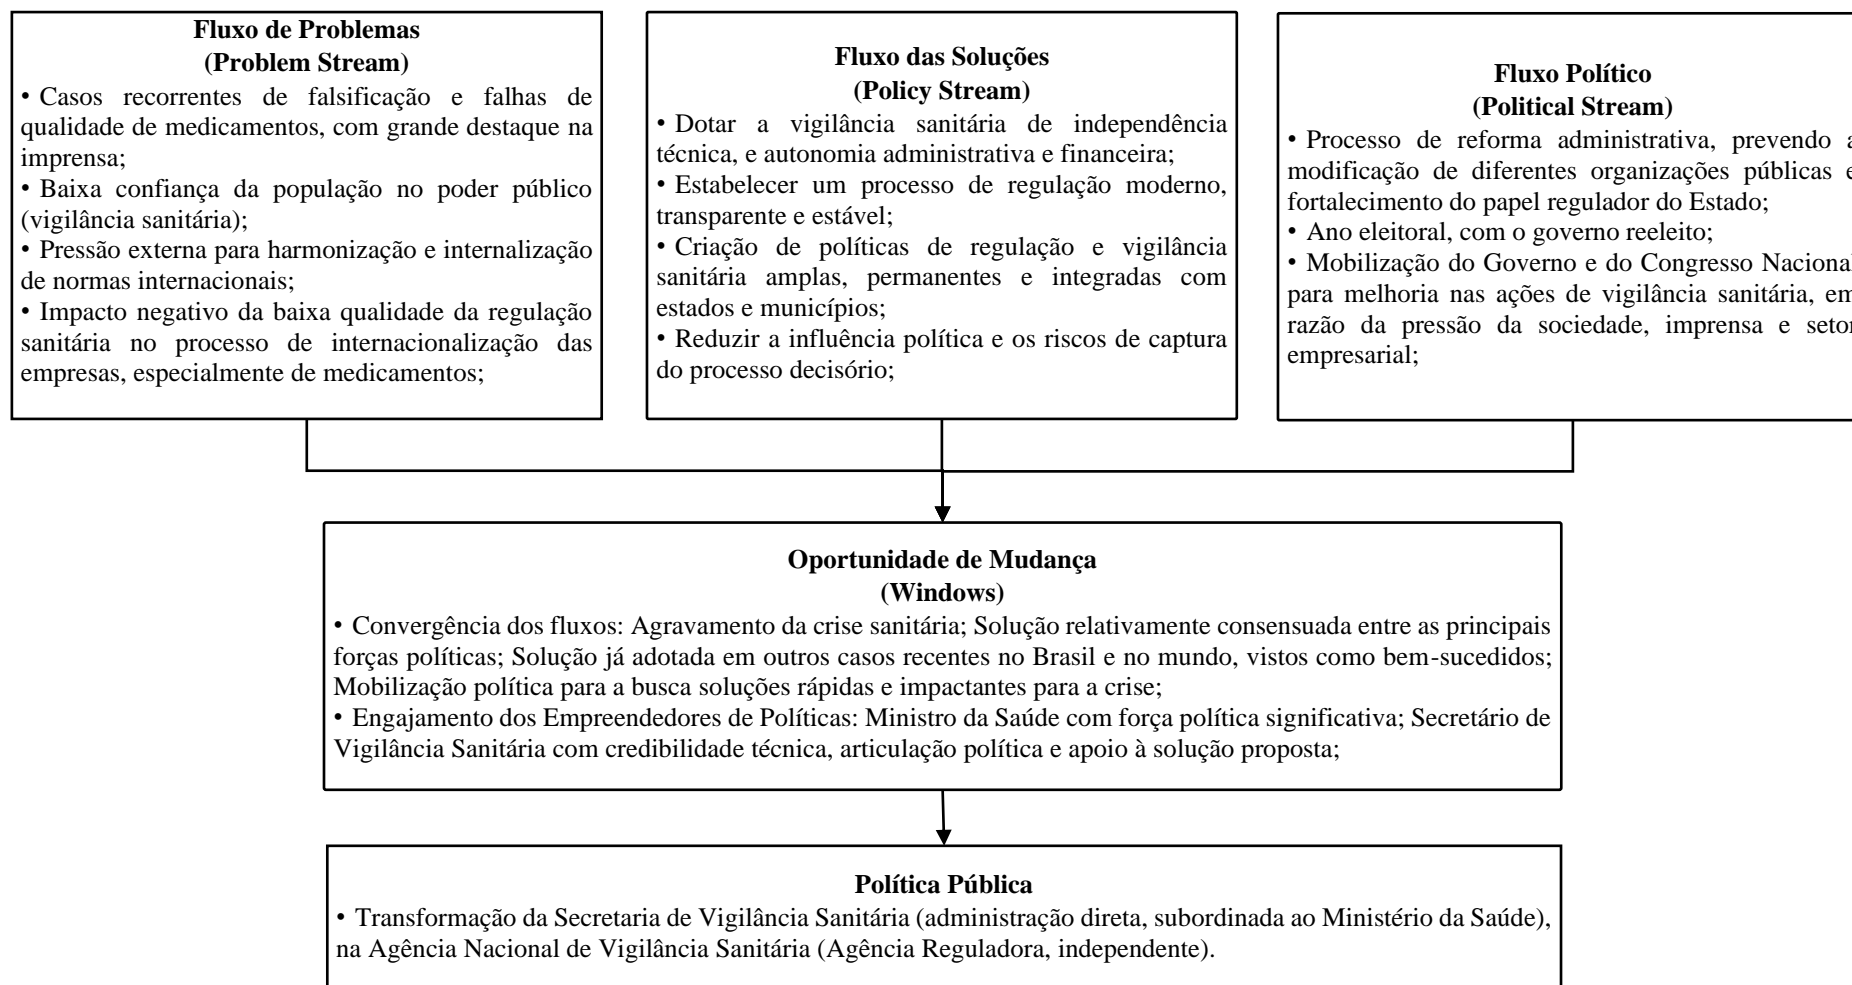 Fluxo de Problemas
(Problem Stream)
• Casos recorrentes de falsificação e falhas de
qualidade de medicamentos, com grande destaque na
imprensa;
• Baixa confiança da população no poder público
(vigilância sanitária);
• Pressão externa para harmonização e internalização
de normas internacionais;
• Impacto negativo da baixa qualidade da regulação
sanitária no processo de internacionalização das
empresas, especialmente de medicamentos;
Fluxo das Soluções
(Policy Stream)
• Dotar a vigilância sanitária de independência
técnica, e autonomia administrativa e financeira;
• Estabelecer um processo de regulação moderno,
transparente e estável;
• Criação de políticas de regulação e vigilância
sanitária amplas, permanentes e integradas com
estados e municípios;
• Reduzir a influência política e os riscos de captura
do processo decisório;
Fluxo Político
(Political Stream)
• Processo de reforma administrativa, prevendo a
modificação de diferentes organizações públicas e
fortalecimento do papel regulador do Estado;
• Ano eleitoral, com o governo reeleito;
• Mobilização do Governo e do Congresso Nacional
para melhoria nas ações de vigilância sanitária, em
razão da pressão da sociedade, imprensa e setor
empresarial;
Oportunidade de Mudança
(Windows)
• Convergência dos fluxos: Agravamento da crise sanitária; Solução relativamente consensuada entre as principais
forças políticas; Solução já adotada em outros casos recentes no Brasil e no mundo, vistos como bem-sucedidos;
Mobilização política para a busca soluções rápidas e impactantes para a crise;
• Engajamento dos Empreendedores de Políticas: Ministro da Saúde com força política significativa; Secretário de
Vigilância Sanitária com credibilidade técnica, articulação política e apoio à solução proposta;
Política Pública
• Transformação da Secretaria de Vigilância Sanitária (administração direta, subordinada ao Ministério da Saúde),
na Agência Nacional de Vigilância Sanitária (Agência Reguladora, independente).